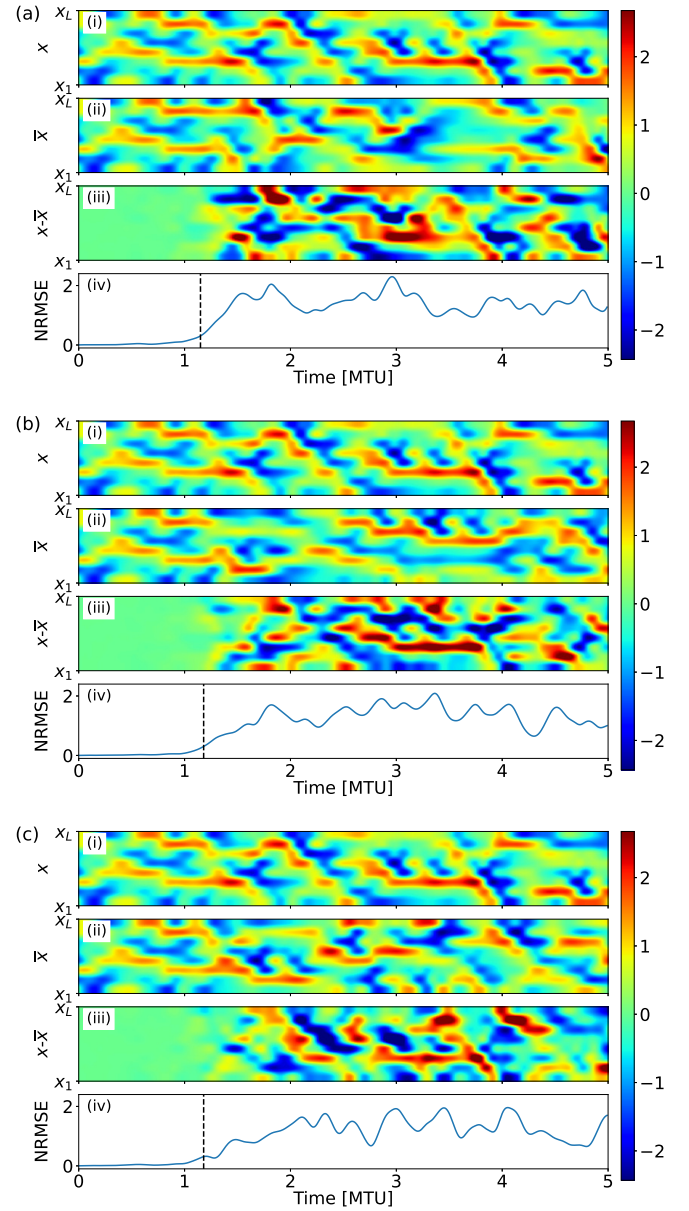 (a)
x_L
(i)
x
x_1
x_L
(ii)
x̄
x_1
x_L
(iii)
x-x̄
x_1
2
1
0
−1
−2
(iv)
NRMSE
2
0
0 1 2 3 4 5
Time [MTU]
(b)
x_L
(i)
x
x_1
x_L
(ii)
x̄
x_1
x_L
(iii)
x-x̄
x_1
2
1
0
−1
−2
(iv)
NRMSE
2
0
0 1 2 3 4 5
Time [MTU]
(c)
x_L
(i)
x
x_1
x_L
(ii)
x̄
x_1
x_L
(iii)
x-x̄
x_1
2
1
0
−1
−2
(iv)
NRMSE
2
0
0 1 2 3 4 5
Time [MTU]